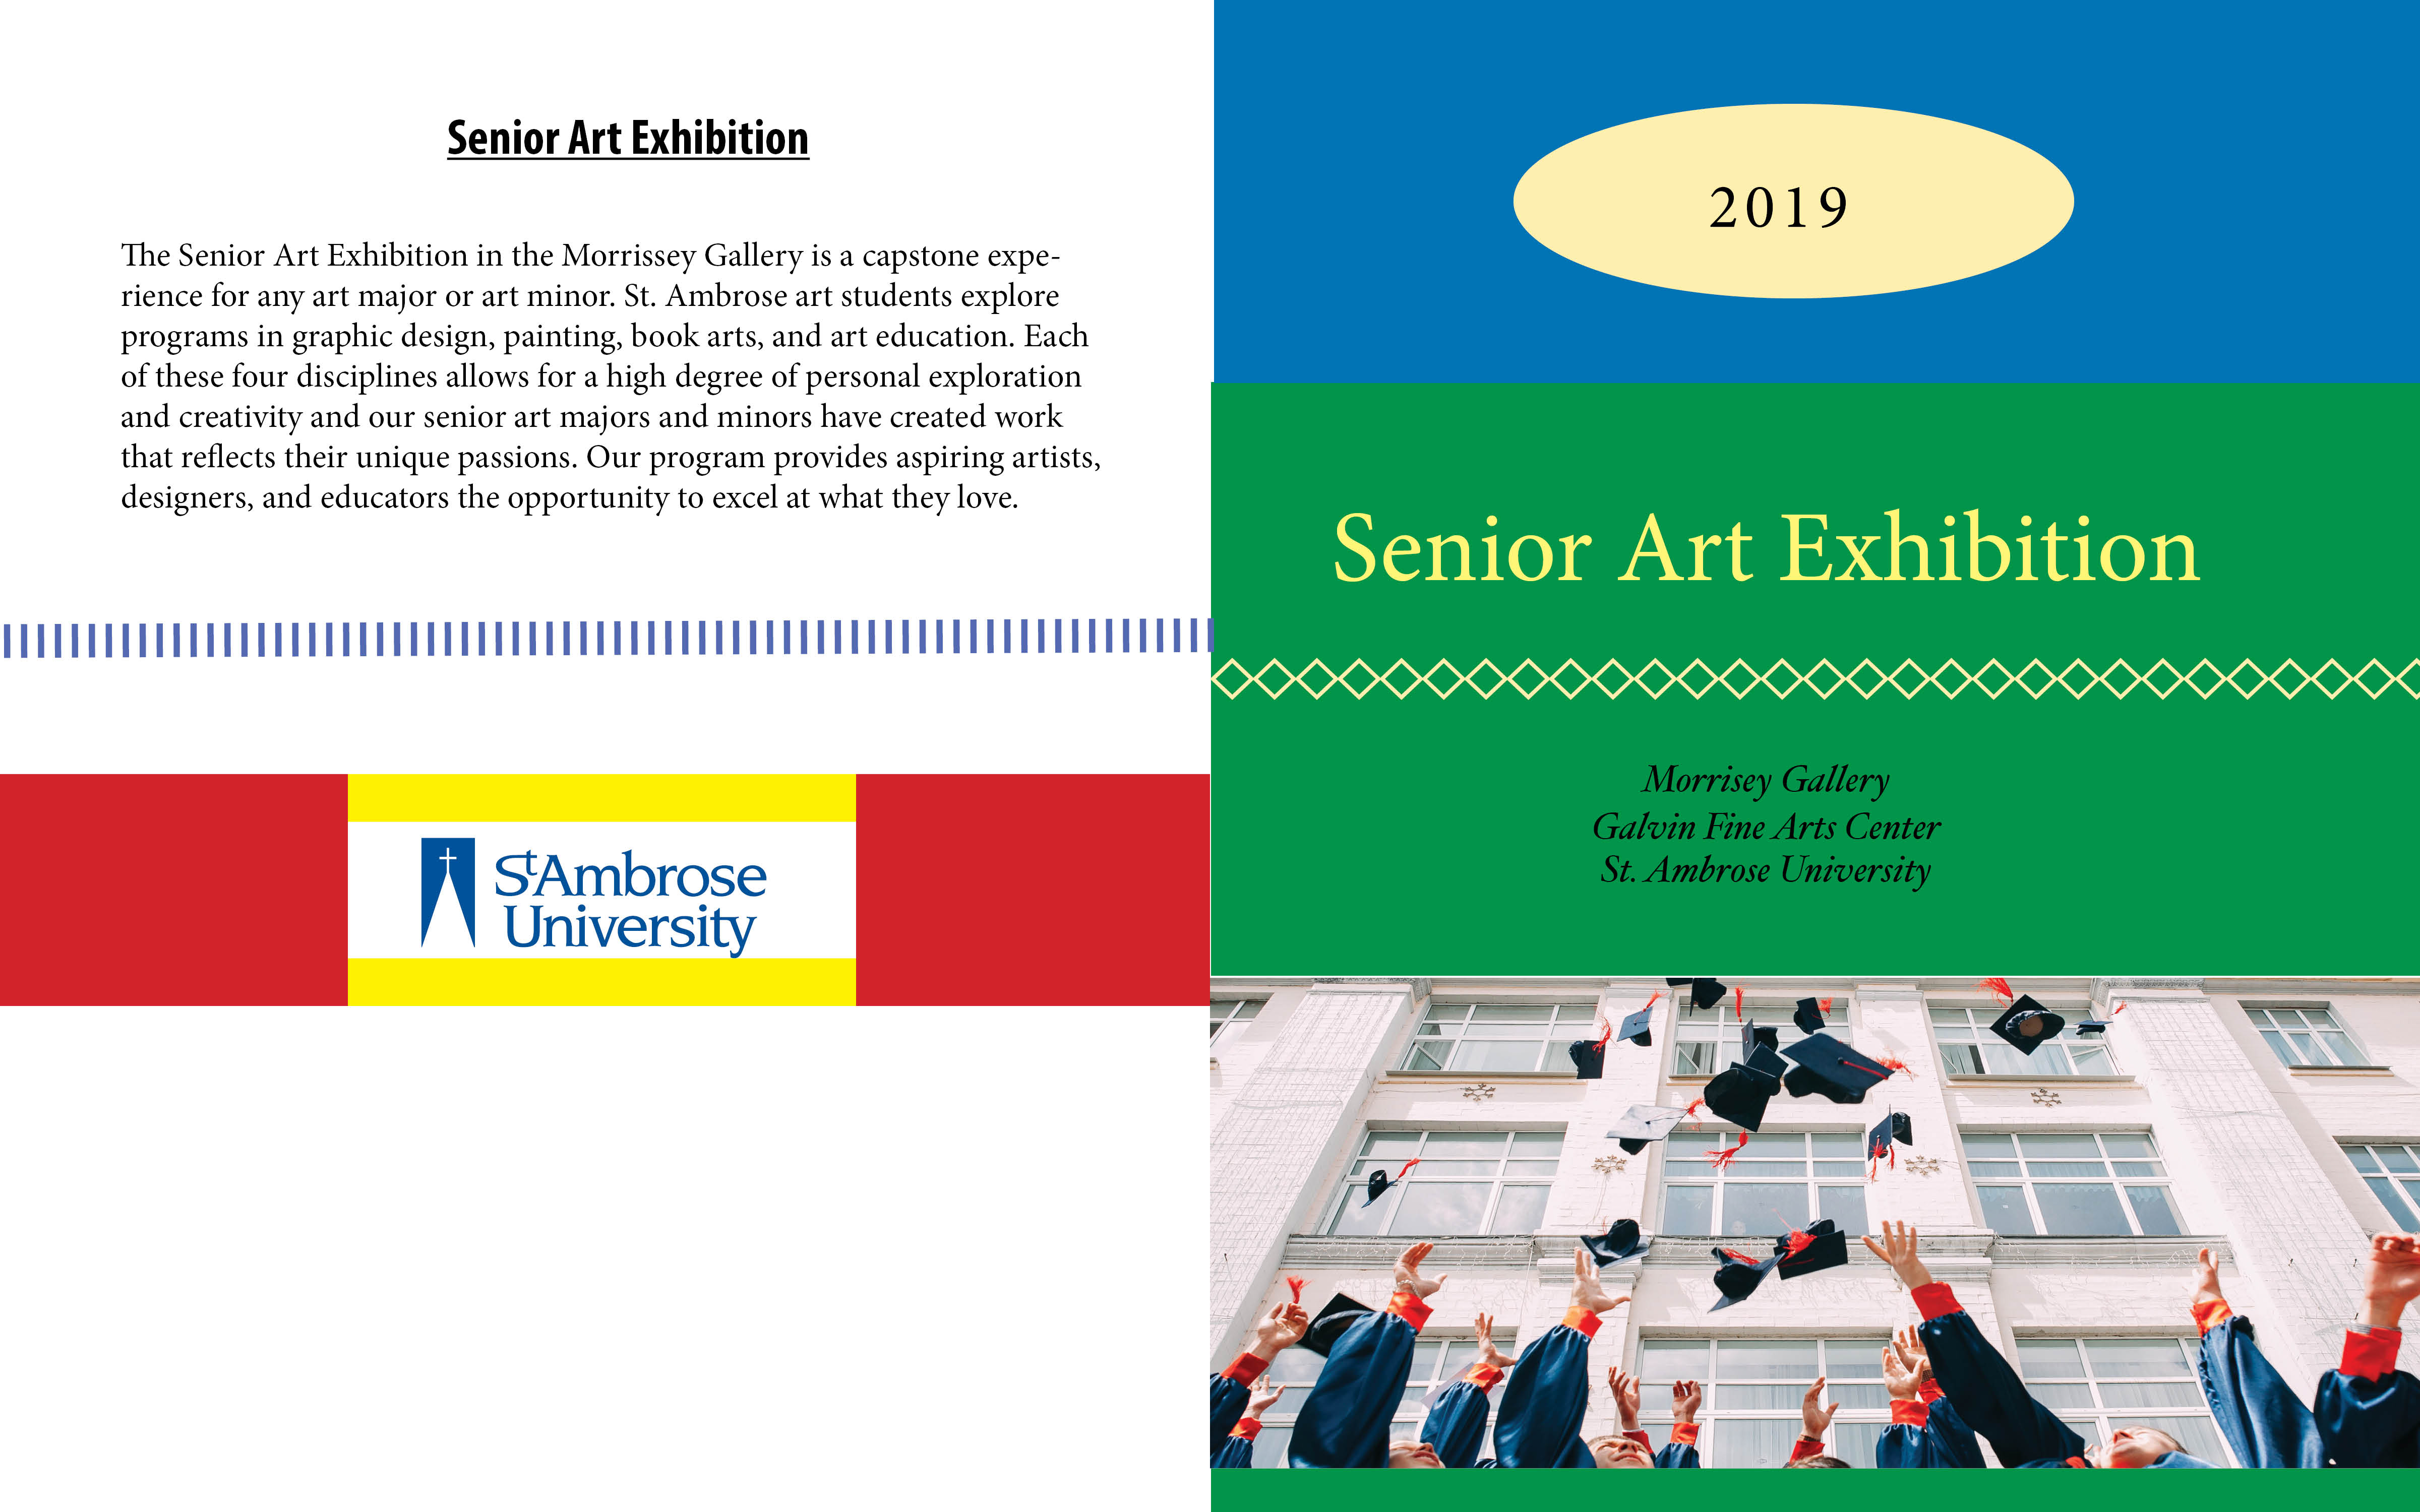 Senior Art Exhibition
The Senior Art Exhibition in the Morrissey Gallery is a capstone expe-
rience for any art major or art minor. St. Ambrose art students explore
programs in graphic design, painting, book arts, and art education. Each
of these four disciplines allows for a high degree of personal exploration
and creativity and our senior art majors and minors have created work
that reflects their unique passions. Our program provides aspiring artists,
designers, and educators the opportunity to excel at what they love.
St Ambrose
University
2019
Senior Art Exhibition
Morrisey Gallery
Galvin Fine Arts Center
St. Ambrose University